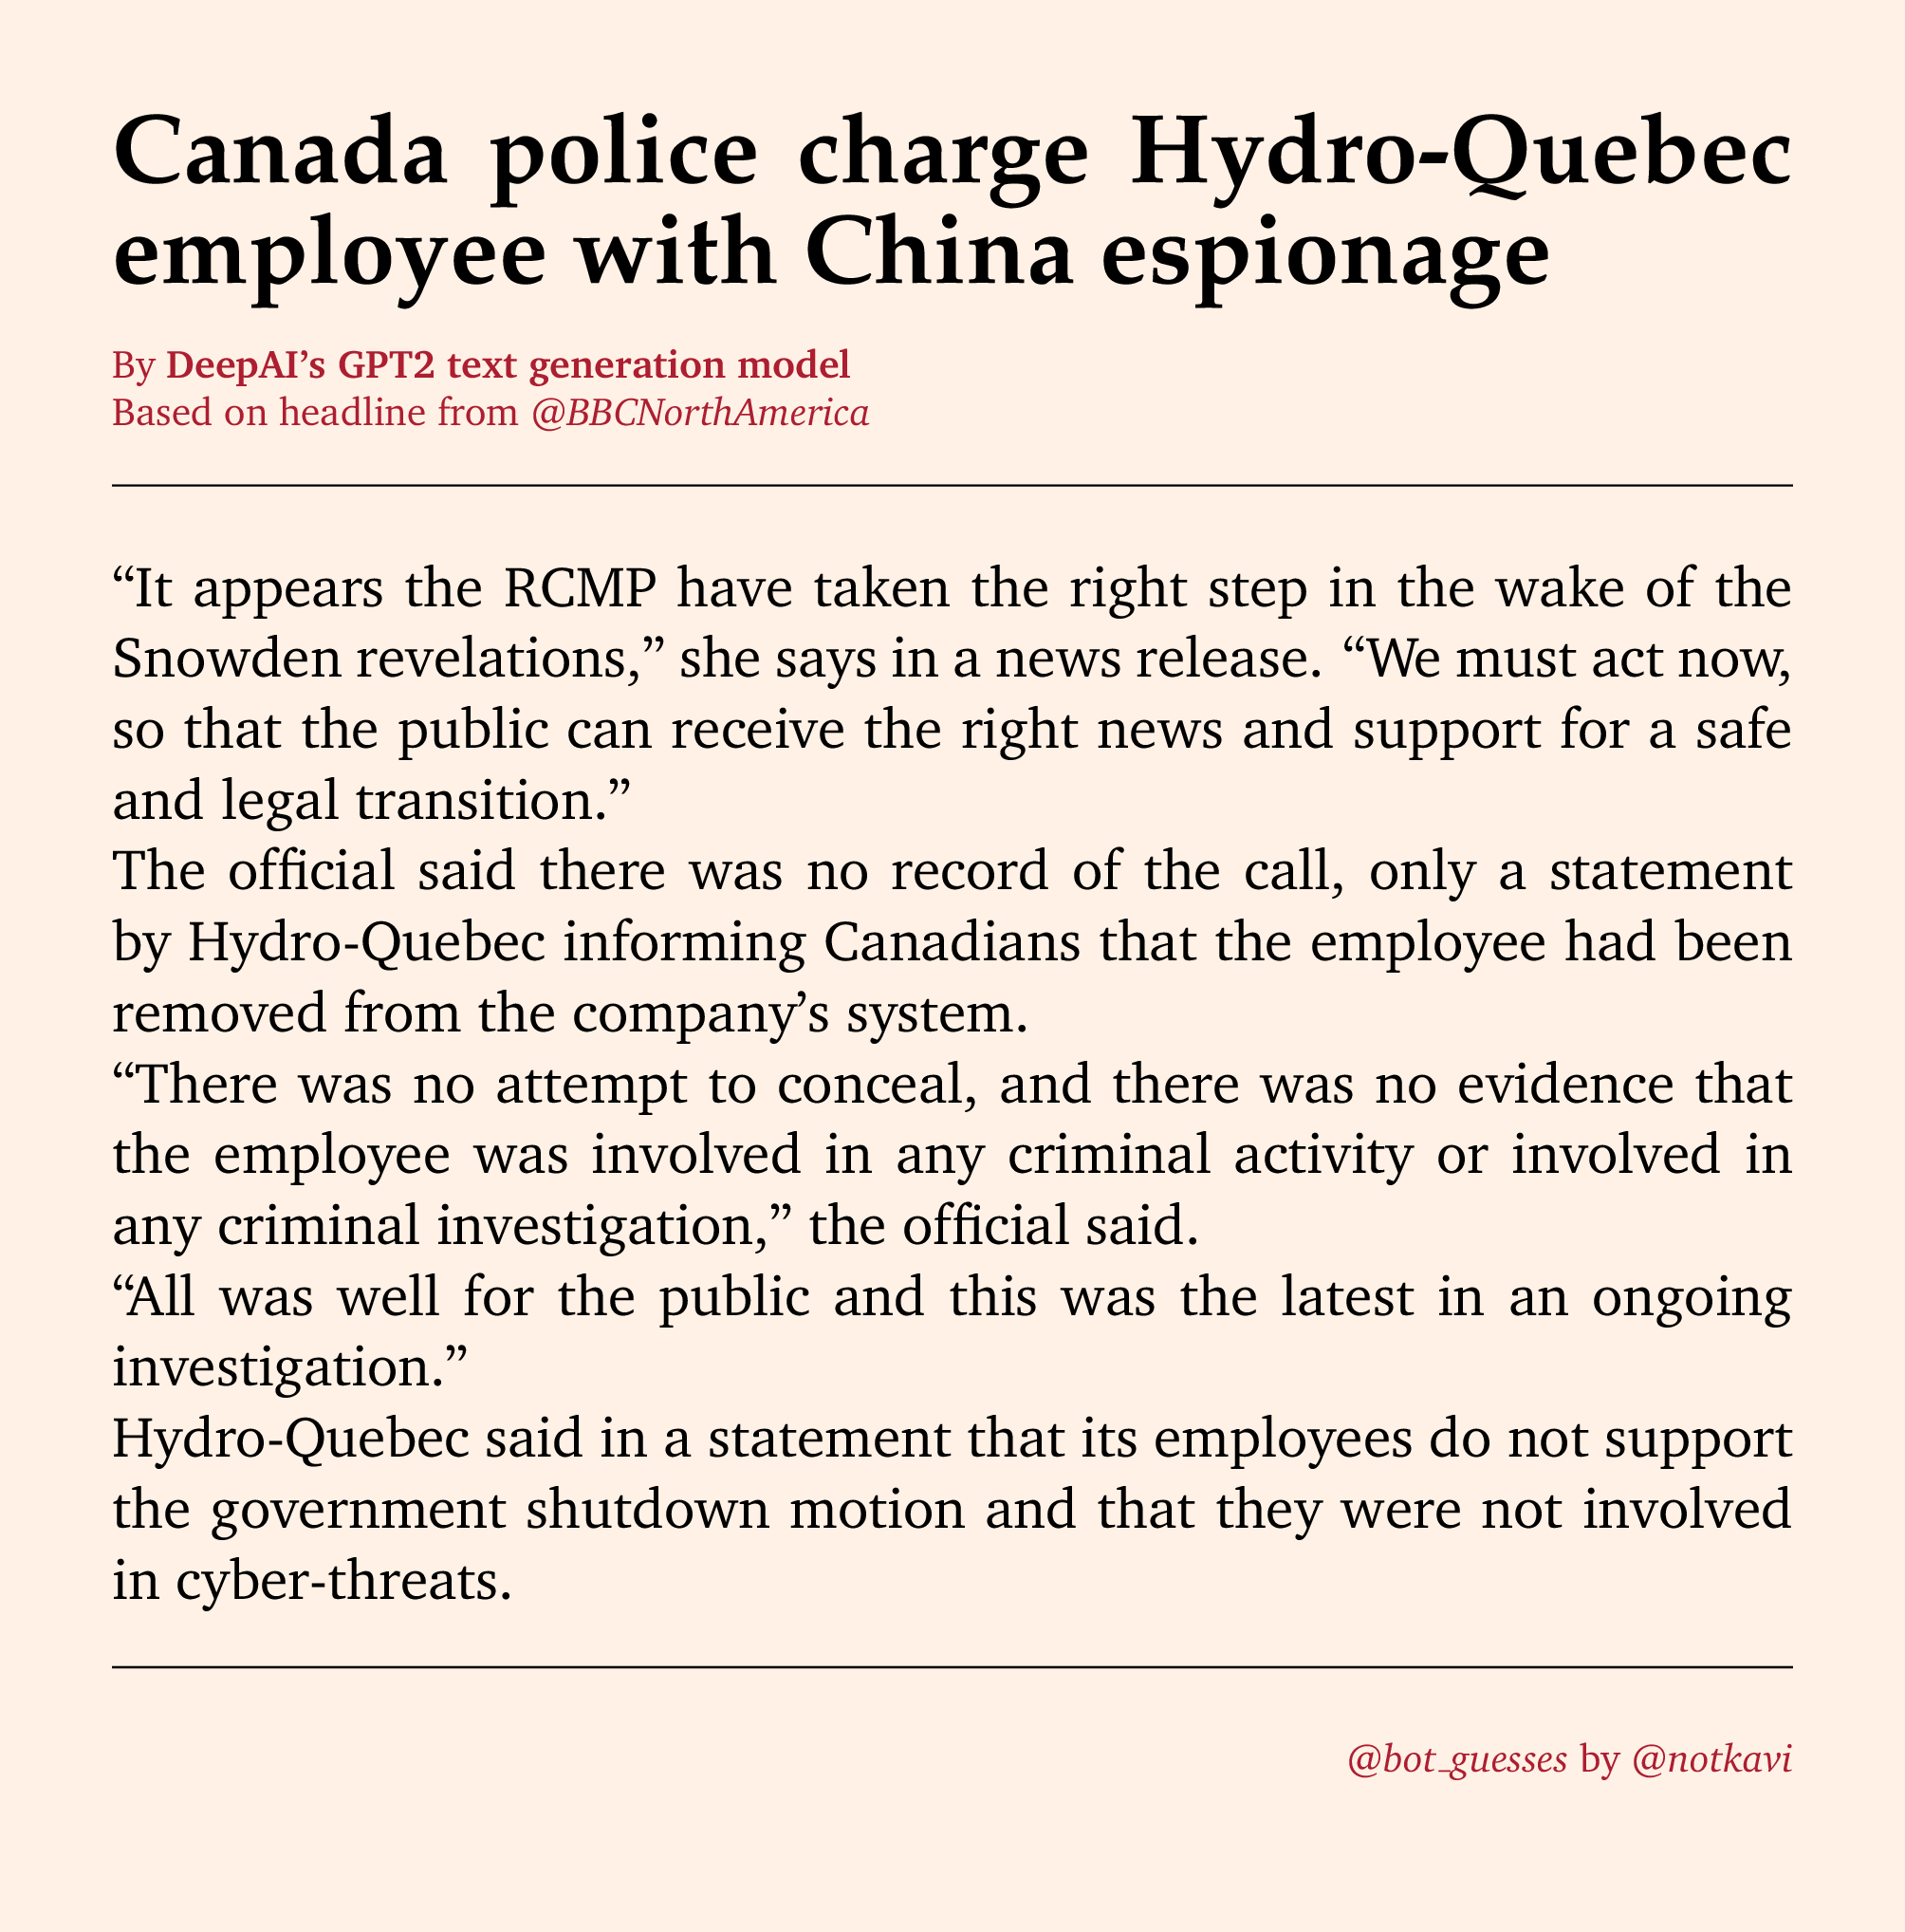 Canada police charge Hydro-Quebec
employee with China espionage
By DeepAI’s GPT2 text generation model
Based on headline from @BBCNorthAmerica
“It appears the RCMP have taken the right step in the wake of the
Snowden revelations,” she says in a news release. “We must act now,
so that the public can receive the right news and support for a safe
and legal transition.”
The official said there was no record of the call, only a statement
by Hydro-Quebec informing Canadians that the employee had been
removed from the company’s system.
“There was no attempt to conceal, and there was no evidence that
the employee was involved in any criminal activity or involved in
any criminal investigation,” the official said.
“All was well for the public and this was the latest in an ongoing
investigation.”
Hydro-Quebec said in a statement that its employees do not support
the government shutdown motion and that they were not involved
in cyber-threats.
@bot_guesses by @notkavi